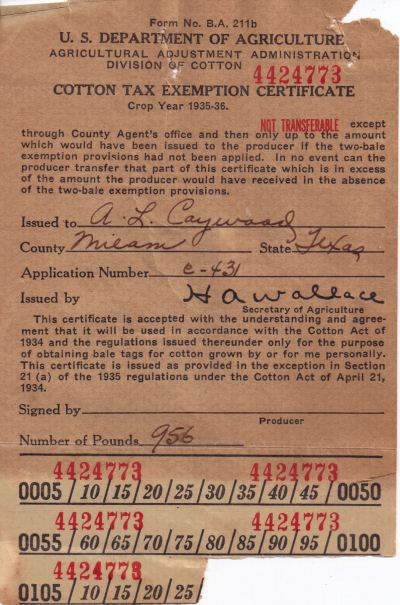 Form No. B.A. 211b
U. S. DEPARTMENT OF AGRICULTURE
AGRICULTURAL ADJUSTMENT ADMINISTRATION
DIVISION OF COTTON 4424773
COTTON TAX EXEMPTION CERTIFICATE
Crop Year 1935-36.
NOT TRANSFERABLE except
through County Agent's office and then only up to the amount
which would have been issued to the producer if the two-bale
exemption provisions had not been applied. In no event can the
producer transfer that part of this certificate which is in excess
of the amount the producer would have received in the absence
of the two-bale exemption provisions.
Issued to A. L. Caywood
County Milam State Texas
Application Number c-431
Issued by H A Wallace
Secretary of Agriculture
This certificate is accepted with the understanding and agree-
ment that it will be used in accordance with the Cotton Act of
1934 and the regulations issued thereunder only for the purpose
of obtaining bale tags for cotton grown by or for me personally.
This certificate is issued as provided in the exception in Section
21 (a) of the 1935 regulations under the Cotton Act of April 21,
1934.
Signed by
Producer
Number of Pounds 956
4424773 4424773
0005/10/15/20/25/30/35/40/45/0050
4424773 4424773
0055/60/65/70/75/80/85/90/95/0100
4424773
0105/10/15/20/25